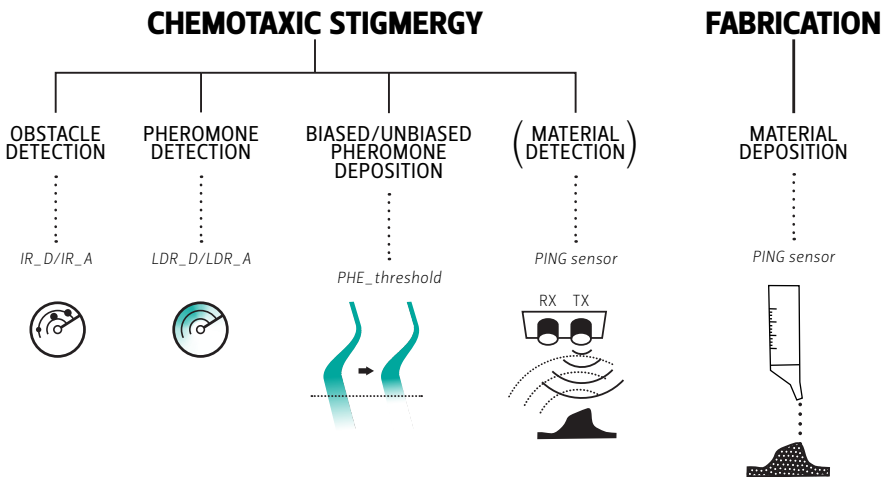 CHEMOTAXIC STIGMERGY
FABRICATION
OBSTACLE
DETECTION
PHEROMONE
DETECTION
BIASED/UNBIASED
PHEROMONE
DEPOSITION
(MATERIAL
DETECTION)
MATERIAL
DEPOSITION
IR_D/IR_A
LDR_D/LDR_A
PHE_threshold
PING sensor
PING sensor
RX TX